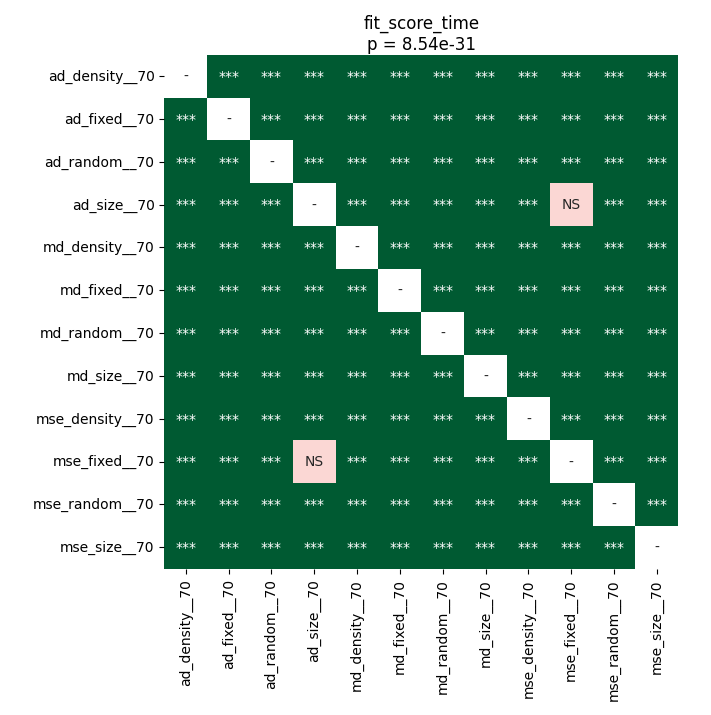 fit_score_time
p = 8.54e-31
ad_density__70 - *** *** *** *** *** *** *** *** *** *** ***
ad_fixed__70 *** - *** *** *** *** *** *** *** *** *** ***
ad_random__70 *** *** - *** *** *** *** *** *** *** *** ***
ad_size__70 *** *** *** - *** *** *** *** *** NS *** ***
md_density__70 *** *** *** *** - *** *** *** *** *** *** ***
md_fixed__70 *** *** *** *** *** - *** *** *** *** *** ***
md_random__70 *** *** *** *** *** *** - *** *** *** *** ***
md_size__70 *** *** *** *** *** *** *** - *** *** *** ***
mse_density__70 *** *** *** *** *** *** *** *** - *** *** ***
mse_fixed__70 *** *** *** NS *** *** *** *** *** - *** ***
mse_random__70 *** *** *** *** *** *** *** *** *** *** - ***
mse_size__70 *** *** *** *** *** *** *** *** *** *** *** -
ad_density__70
ad_fixed__70
ad_random__70
ad_size__70
md_density__70
md_fixed__70
md_random__70
md_size__70
mse_density__70
mse_fixed__70
mse_random__70
mse_size__70